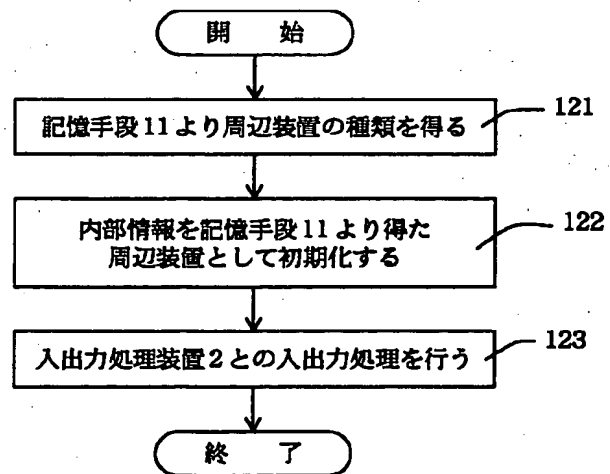 開 始
記憶手段11より周辺装置の種類を得る
121
内部情報を記憶手段11より得た
周辺装置として初期化する
122
入出力処理装置2との入出力処理を行う
123
終 了